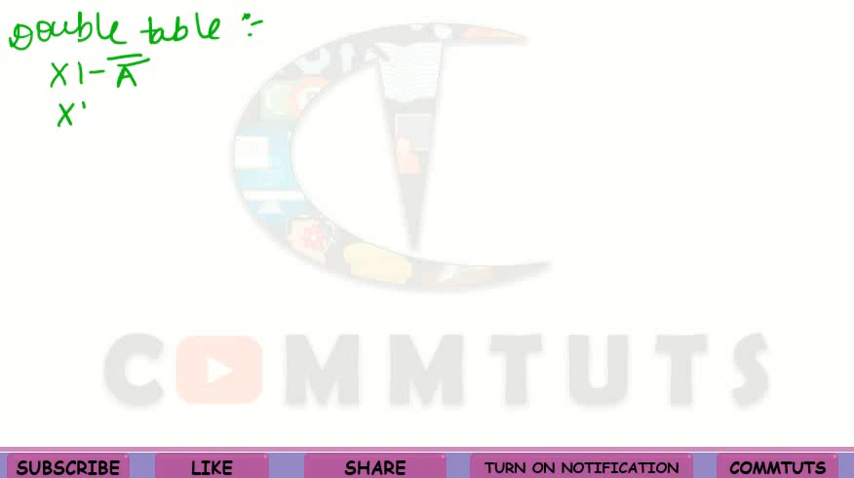 Double table :-
X1 - A̿
X'
COMMTUTS
SUBSCRIBE LIKE SHARE TURN ON NOTIFICATION COMMTUTS